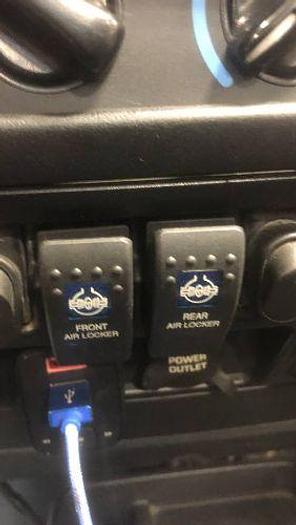 FRONT
AIR LOCKER
REAR
AIR LOCKER
POWER
OUTLET